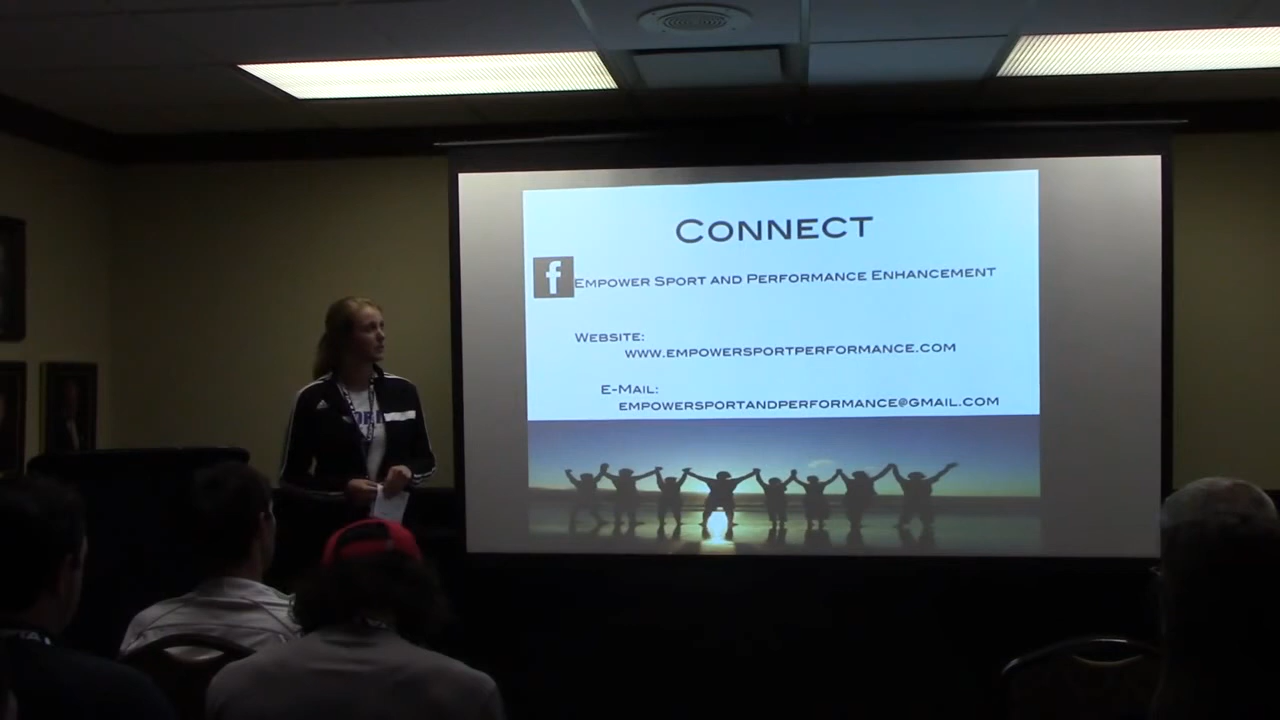 CONNECT
f EMPOWER SPORT AND PERFORMANCE ENHANCEMENT
WEBSITE:
WWW.EMPOWERSPORTPERFORMANCE.COM
E-MAIL:
EMPOWERSPORTANDPERFORMANCE@GMAIL.COM